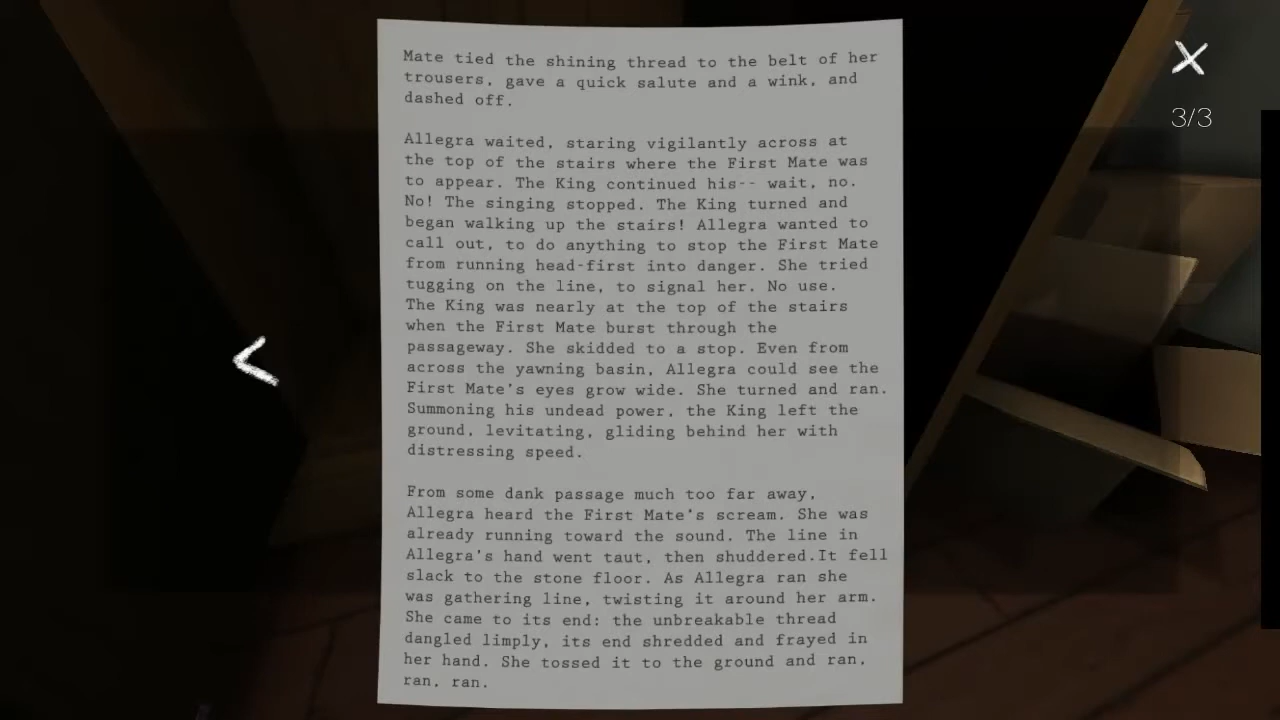 Mate tied the shining thread to the belt of her
trousers, gave a quick salute and a wink, and
dashed off.
Allegra waited, staring vigilantly across at
the top of the stairs where the First Mate was
to appear. The King continued his-- wait, no.
No! The singing stopped. The King turned and
began walking up the stairs! Allegra wanted to
call out, to do anything to stop the First Mate
from running head-first into danger. She tried
tugging on the line, to signal her. No use.
The King was nearly at the top of the stairs
when the First Mate burst through the
passageway. She skidded to a stop. Even from
across the yawning basin, Allegra could see the
First Mate's eyes grow wide. She turned and ran.
Summoning his undead power, the King left the
ground, levitating, gliding behind her with
distressing speed.
From some dank passage much too far away,
Allegra heard the First Mate's scream. She was
already running toward the sound. The line in
Allegra's hand went taut, then shuddered.It fell
slack to the stone floor. As Allegra ran she
was gathering line, twisting it around her arm.
She came to its end: the unbreakable thread
dangled limply, its end shredded and frayed in
her hand. She tossed it to the ground and ran,
ran, ran.
3/3